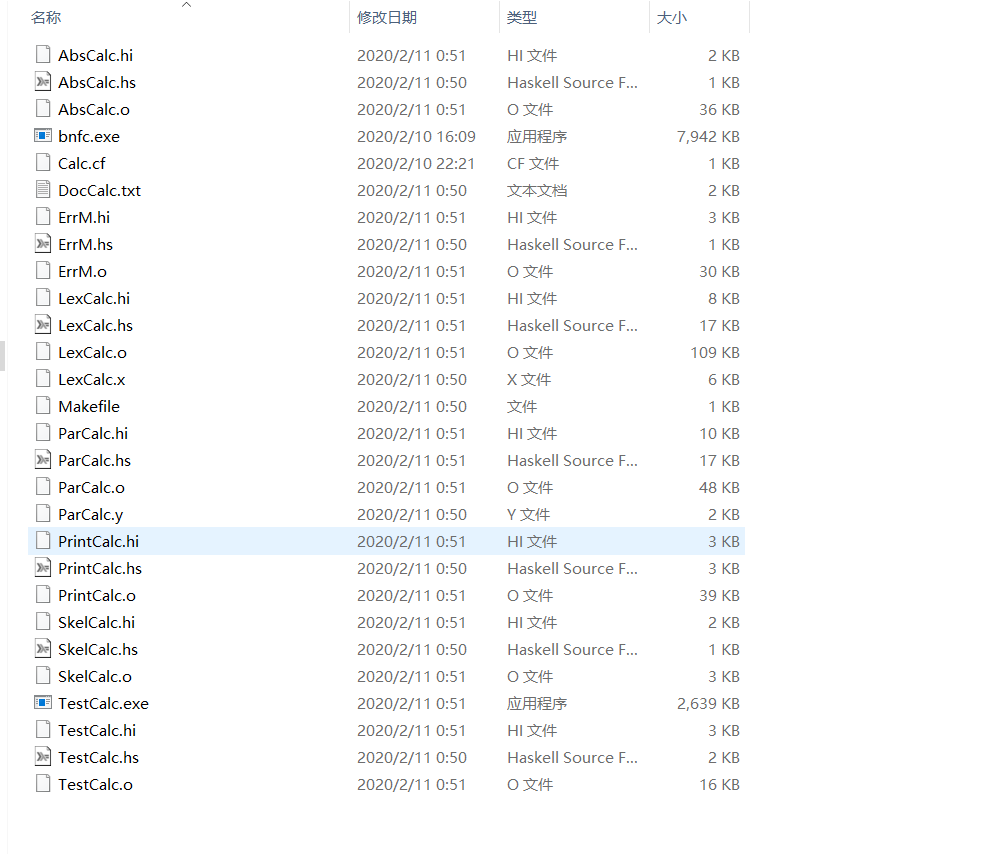 名称 修改日期 类型 大小
AbsCalc.hi 2020/2/11 0:51 HI 文件 2 KB
AbsCalc.hs 2020/2/11 0:50 Haskell Source F... 1 KB
AbsCalc.o 2020/2/11 0:51 O 文件 36 KB
bnfc.exe 2020/2/10 16:09 应用程序 7,942 KB
Calc.cf 2020/2/10 22:21 CF 文件 1 KB
DocCalc.txt 2020/2/11 0:50 文本文档 2 KB
ErrM.hi 2020/2/11 0:51 HI 文件 3 KB
ErrM.hs 2020/2/11 0:50 Haskell Source F... 1 KB
ErrM.o 2020/2/11 0:51 O 文件 30 KB
LexCalc.hi 2020/2/11 0:51 HI 文件 8 KB
LexCalc.hs 2020/2/11 0:51 Haskell Source F... 17 KB
LexCalc.o 2020/2/11 0:51 O 文件 109 KB
LexCalc.x 2020/2/11 0:50 X 文件 6 KB
Makefile 2020/2/11 0:50 文件 1 KB
ParCalc.hi 2020/2/11 0:51 HI 文件 10 KB
ParCalc.hs 2020/2/11 0:51 Haskell Source F... 17 KB
ParCalc.o 2020/2/11 0:51 O 文件 48 KB
ParCalc.y 2020/2/11 0:50 Y 文件 2 KB
PrintCalc.hi 2020/2/11 0:51 HI 文件 3 KB
PrintCalc.hs 2020/2/11 0:50 Haskell Source F... 3 KB
PrintCalc.o 2020/2/11 0:51 O 文件 39 KB
SkelCalc.hi 2020/2/11 0:51 HI 文件 2 KB
SkelCalc.hs 2020/2/11 0:50 Haskell Source F... 1 KB
SkelCalc.o 2020/2/11 0:51 O 文件 3 KB
TestCalc.exe 2020/2/11 0:51 应用程序 2,639 KB
TestCalc.hi 2020/2/11 0:51 HI 文件 3 KB
TestCalc.hs 2020/2/11 0:50 Haskell Source F... 2 KB
TestCalc.o 2020/2/11 0:51 O 文件 16 KB